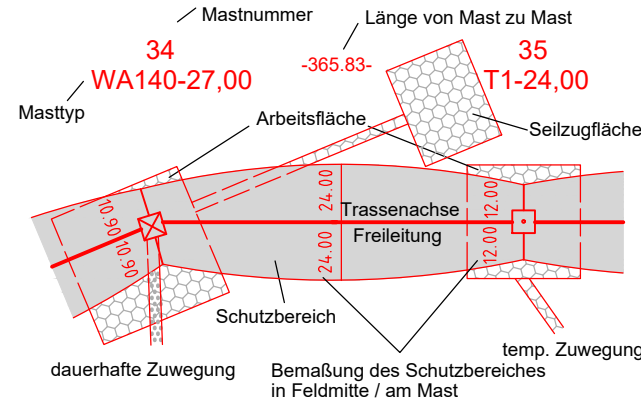 Mastnummer
Länge von Mast zu Mast
34
-365.83-
35
WA140-27,00
T1-24,00
Masttyp
Arbeitsfläche
Seilzugfläche
10.90
10.90
24.00
24.00
Trassenachse
Freileitung
12.00
12.00
Schutzbereich
dauerhafte Zuwegung
temp. Zuwegung
Bemaßung des Schutzbereiches
in Feldmitte / am Mast